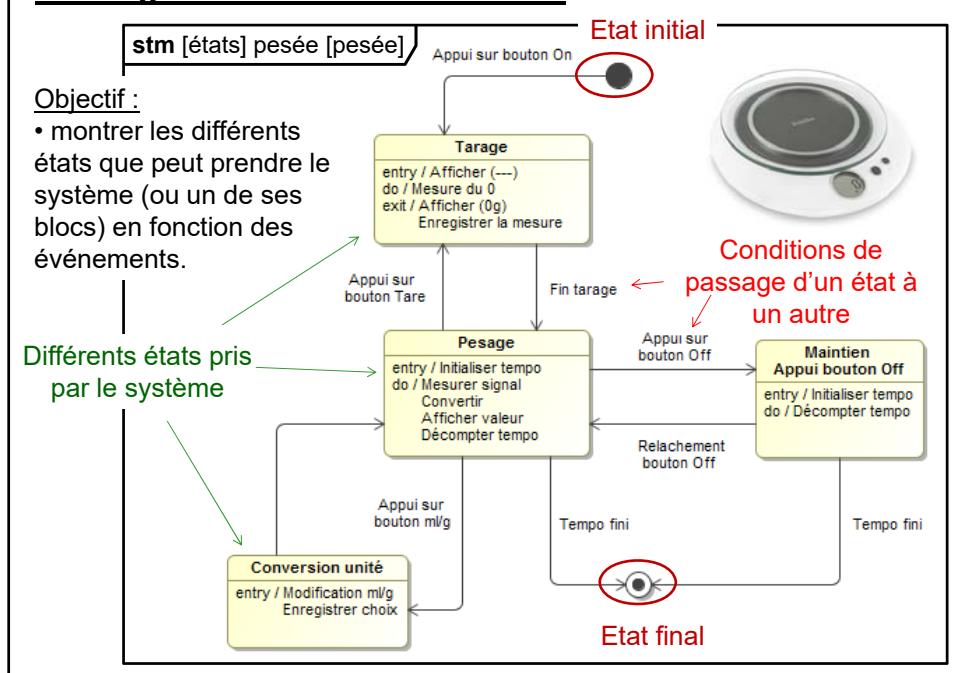 Etat initial
stm [états] pesée [pesée]
Appui sur bouton On
Objectif :
• montrer les différents
états que peut prendre le
système (ou un de ses
blocs) en fonction des
événements.
Tarage
entry / Afficher (---)
do / Mesure du 0
exit / Afficher (0g)
Enregistrer la mesure
Conditions de
passage d'un état à
un autre
Appui sur
bouton Tare
Fin tarage
Différents états pris
par le système
Pesage
entry / Initialiser tempo
do / Mesurer signal
Convertir
Afficher valeur
Décompter tempo
Appui sur
bouton Off
Maintien
Appui bouton Off
entry / Initialiser tempo
do / Décompter tempo
Relachement
bouton Off
Appui sur
bouton ml/g
Tempo fini
Tempo fini
Conversion unité
entry / Modification ml/g
Enregistrer choix
Etat final